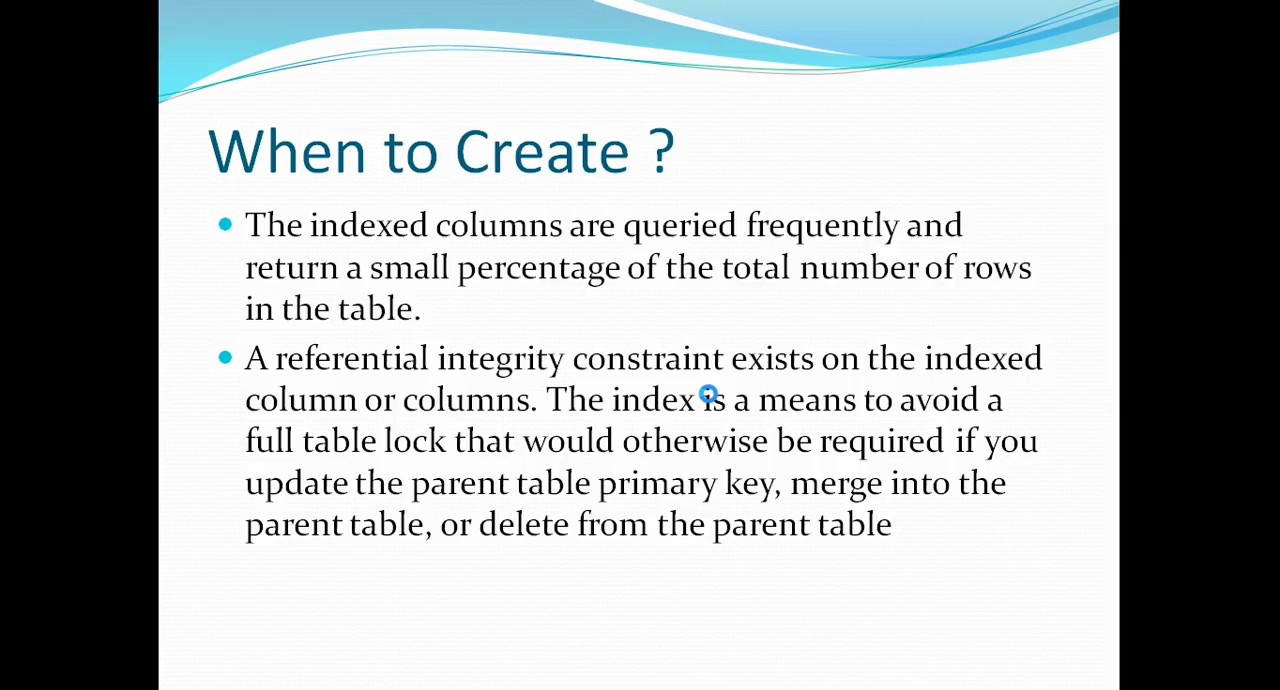 When to Create ?
The indexed columns are queried frequently and
return a small percentage of the total number of rows
in the table.
A referential integrity constraint exists on the indexed
column or columns. The index is a means to avoid a
full table lock that would otherwise be required if you
update the parent table primary key, merge into the
parent table, or delete from the parent table